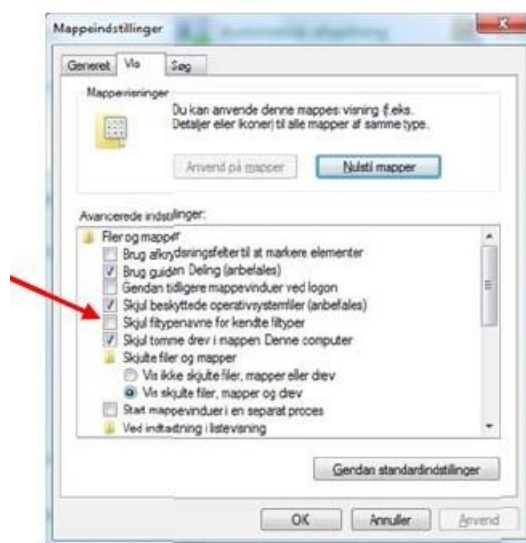 Mappeindstillinger
Generelt Vis Søg
Mappevisninger
Du kan anvende denne mappes visning (f.eks.
Detaljer eller Ikoner) til alle mapper af samme type.
Anvend på mapper Nulstil mapper
Avancerede indstillinger:
Filer og mapper
Brug afkrydsningsfelter til at markere elementer
Brug guiden Deling (anbefales)
Gendan tidligere mappevinduer ved logon
Skjul beskyttede operativsystemfiler (anbefales)
Skjul filtypenavne for kendte filtyper
Skjul tomme drev i mappen Denne computer
Skjulte filer og mapper
Vis ikke skjulte filer, mapper eller drev
Vis skjulte filer, mapper og drev
Start mappevinduer i en separat proces
Ved indtastning i listevisning
Gendan standardindstillinger
OK Annuller Anvend